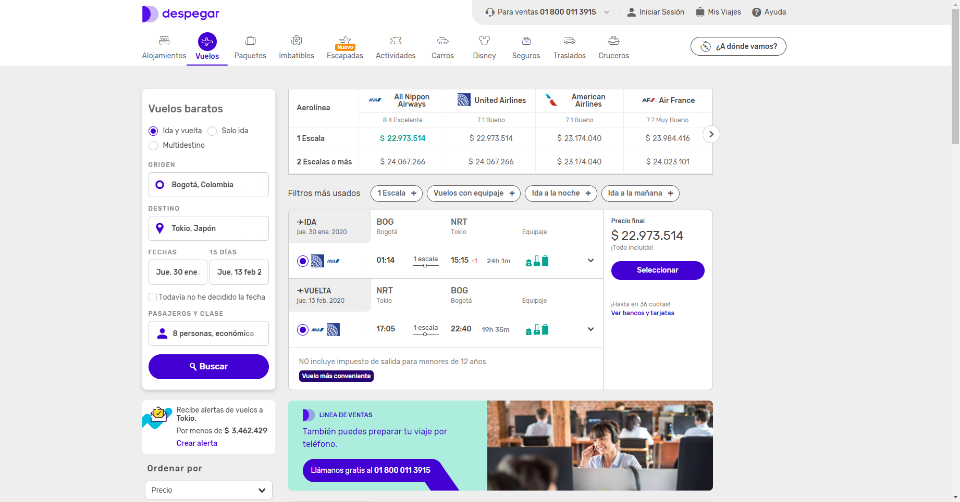 despegar
Para ventas 01 800 011 3915
Iniciar Sesión
Mis Viajes
Ayuda
Alojamientos
Vuelos
Paquetes
Imbatibles
Nuevo
Escapadas
Actividades
Carros
Disney
Seguros
Traslados
Cruceros
¿A dónde vamos?
Vuelos baratos
Ida y vuelta
Solo ida
Multidestino
ORIGEN
Bogotá, Colombia
DESTINO
Tokio, Japón
FECHAS
15 DÍAS
Jue, 30 ene
Jue, 13 feb 2
Todavía no he decidido la fecha
PASAJEROS Y CLASE
8 personas, económica
Buscar
Recibe alertas de vuelos a
Tokio.
Por menos de $ 3.462.429
Crear alerta
Ordenar por
Precio
Aerolínea
All Nippon Airways
United Airlines
American Airlines
Air France
8.4 Excelente
7.1 Bueno
7.1 Bueno
7.7 Muy Bueno
1 Escala
$ 22.973.514
$ 22.973.514
$ 23.174.040
$ 23.984.416
2 Escalas o más
$ 24.067.266
$ 24.067.266
$ 23.174.040
$ 24.023.101
Filtros más usados
1 Escala +
Vuelos con equipaje +
Ida a la noche +
Ida a la mañana +
IDA
BOG
NRT
jue. 30 ene. 2020
Bogotá
Tokio
Equipaje
01:14
1 escala
15:15 -1
24h 1m
VUELTA
NRT
BOG
jue. 13 feb. 2020
Tokio
Bogotá
Equipaje
17:05
1 escala
22:40
19h 35m
NO incluye impuesto de salida para menores de 12 años
Vuelo más conveniente
Precio final
$ 22.973.514
¡Todo incluido!
Seleccionar
¡Hasta en 36 cuotas!
Ver bancos y tarjetas
LINEA DE VENTAS
También puedes preparar tu viaje por
teléfono.
Llámanos gratis al 01 800 011 3915